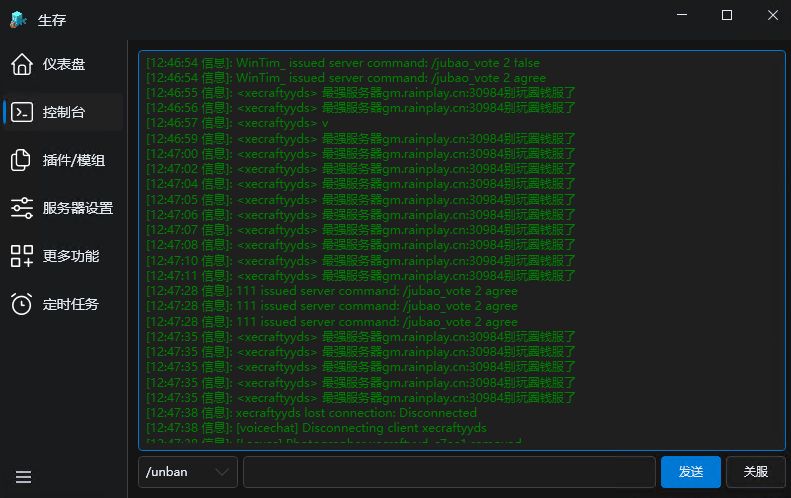 生存
仪表盘
控制台
插件/模组
服务器设置
更多功能
定时任务
[12:46:54 信息]: WinTim_ issued server command: /jubao_vote 2 false
[12:46:54 信息]: WinTim_ issued server command: /jubao_vote 2 agree
[12:46:55 信息]: <xecraftyyds> 最强服务器gm.rainplay.cn:30984别玩圈钱服了
[12:46:56 信息]: <xecraftyyds> 最强服务器gm.rainplay.cn:30984别玩圈钱服了
[12:46:57 信息]: <xecraftyyds> v
[12:46:59 信息]: <xecraftyyds> 最强服务器gm.rainplay.cn:30984别玩圈钱服了
[12:47:00 信息]: <xecraftyyds> 最强服务器gm.rainplay.cn:30984别玩圈钱服了
[12:47:02 信息]: <xecraftyyds> 最强服务器gm.rainplay.cn:30984别玩圈钱服了
[12:47:04 信息]: <xecraftyyds> 最强服务器gm.rainplay.cn:30984别玩圈钱服了
[12:47:05 信息]: <xecraftyyds> 最强服务器gm.rainplay.cn:30984别玩圈钱服了
[12:47:06 信息]: <xecraftyyds> 最强服务器gm.rainplay.cn:30984别玩圈钱服了
[12:47:07 信息]: <xecraftyyds> 最强服务器gm.rainplay.cn:30984别玩圈钱服了
[12:47:08 信息]: <xecraftyyds> 最强服务器gm.rainplay.cn:30984别玩圈钱服了
[12:47:10 信息]: <xecraftyyds> 最强服务器gm.rainplay.cn:30984别玩圈钱服了
[12:47:11 信息]: <xecraftyyds> 最强服务器gm.rainplay.cn:30984别玩圈钱服了
[12:47:28 信息]: 111 issued server command: /jubao_vote 2 agree
[12:47:28 信息]: 111 issued server command: /jubao_vote 2 agree
[12:47:28 信息]: 111 issued server command: /jubao_vote 2 agree
[12:47:35 信息]: <xecraftyyds> 最强服务器gm.rainplay.cn:30984别玩圈钱服了
[12:47:35 信息]: <xecraftyyds> 最强服务器gm.rainplay.cn:30984别玩圈钱服了
[12:47:35 信息]: <xecraftyyds> 最强服务器gm.rainplay.cn:30984别玩圈钱服了
[12:47:35 信息]: <xecraftyyds> 最强服务器gm.rainplay.cn:30984别玩圈钱服了
[12:47:35 信息]: <xecraftyyds> 最强服务器gm.rainplay.cn:30984别玩圈钱服了
[12:47:38 信息]: xecraftyyds lost connection: Disconnected
[12:47:38 信息]: [voicechat] Disconnecting client xecraftyyds
[12:47:38 信息]:
/unban
发送
关服